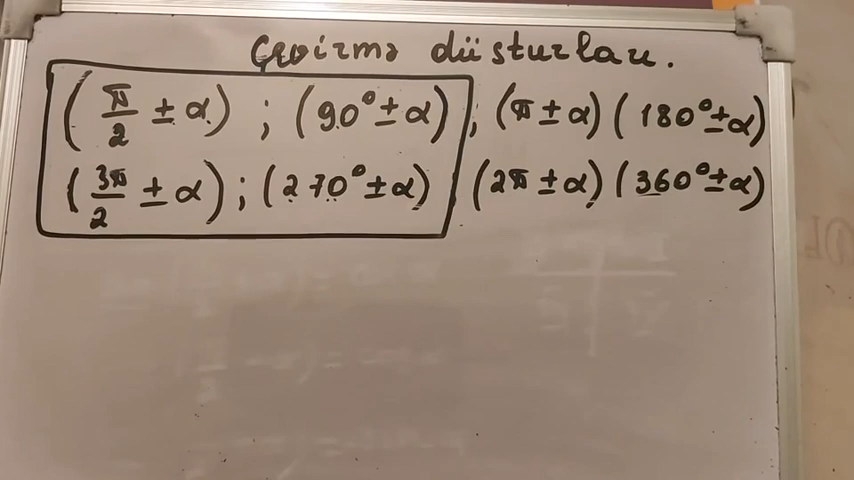 Çevirmə düsturları.
(π/2 ± α) ; (90° ± α) ; (π ± α) (180° ± α)
(3π/2 ± α) ; (270° ± α) (2π ± α) (360° ± α)